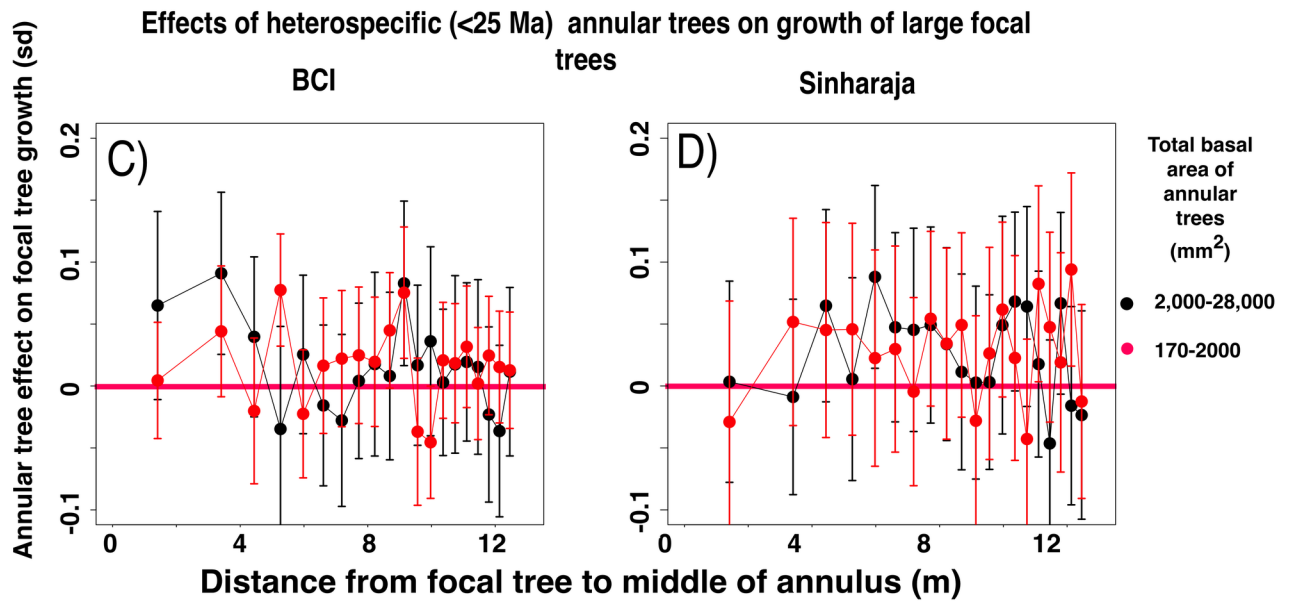 Effects of heterospecific (<25 Ma) annular trees on growth of large focal
trees
BCI
Sinharaja
Annular tree effect on focal tree growth (sd)
C)
0.2
0.1
0
-0.1
0 4 8 12
D)
0.2
0.1
0
-0.1
0 4 8 12
Distance from focal tree to middle of annulus (m)
Total basal
area of
annular
trees
(mm²)
2,000-28,000
170-2000